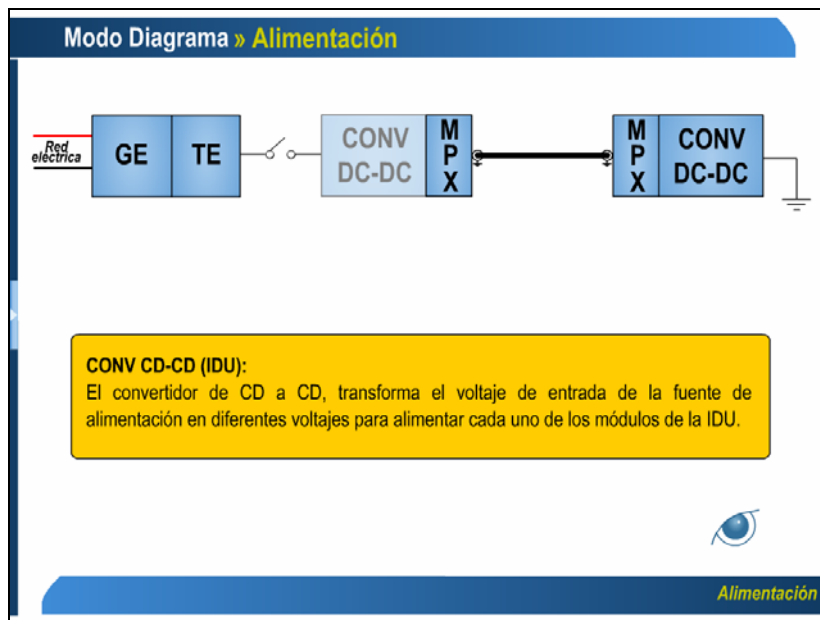 Modo Diagrama » Alimentación
Red
eléctrica
GE
TE
CONV
DC-DC
M
P
X
M
P
X
CONV
DC-DC
CONV CD-CD (IDU):
El convertidor de CD a CD, transforma el voltaje de entrada de la fuente de
alimentación en diferentes voltajes para alimentar cada uno de los módulos de la IDU.
Alimentación